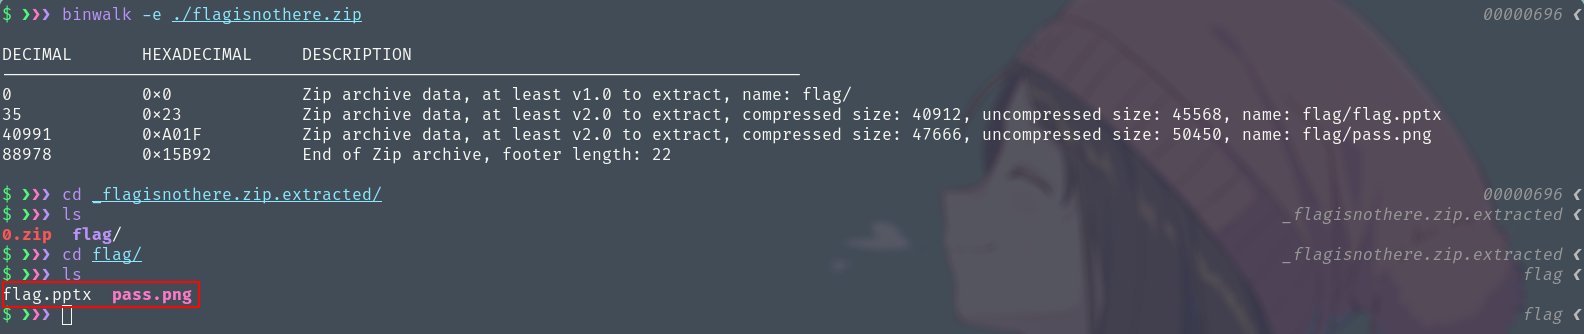 $ ❯❯❯ binwalk -e ./flagisnothere.zip 00000696 ❮
DECIMAL HEXADECIMAL DESCRIPTION
--------------------------------------------------------------------------------
0 0x0 Zip archive data, at least v1.0 to extract, name: flag/
35 0x23 Zip archive data, at least v2.0 to extract, compressed size: 40912, uncompressed size: 45568, name: flag/flag.pptx
40991 0xA01F Zip archive data, at least v2.0 to extract, compressed size: 47666, uncompressed size: 50450, name: flag/pass.png
88978 0x15B92 End of Zip archive, footer length: 22
$ ❯❯❯ cd _flagisnothere.zip.extracted/ 00000696 ❮
$ ❯❯❯ ls _flagisnothere.zip.extracted ❮
0.zip flag/
$ ❯❯❯ cd flag/ _flagisnothere.zip.extracted ❮
$ ❯❯❯ ls flag ❮
flag.pptx pass.png
$ ❯❯❯ flag ❮